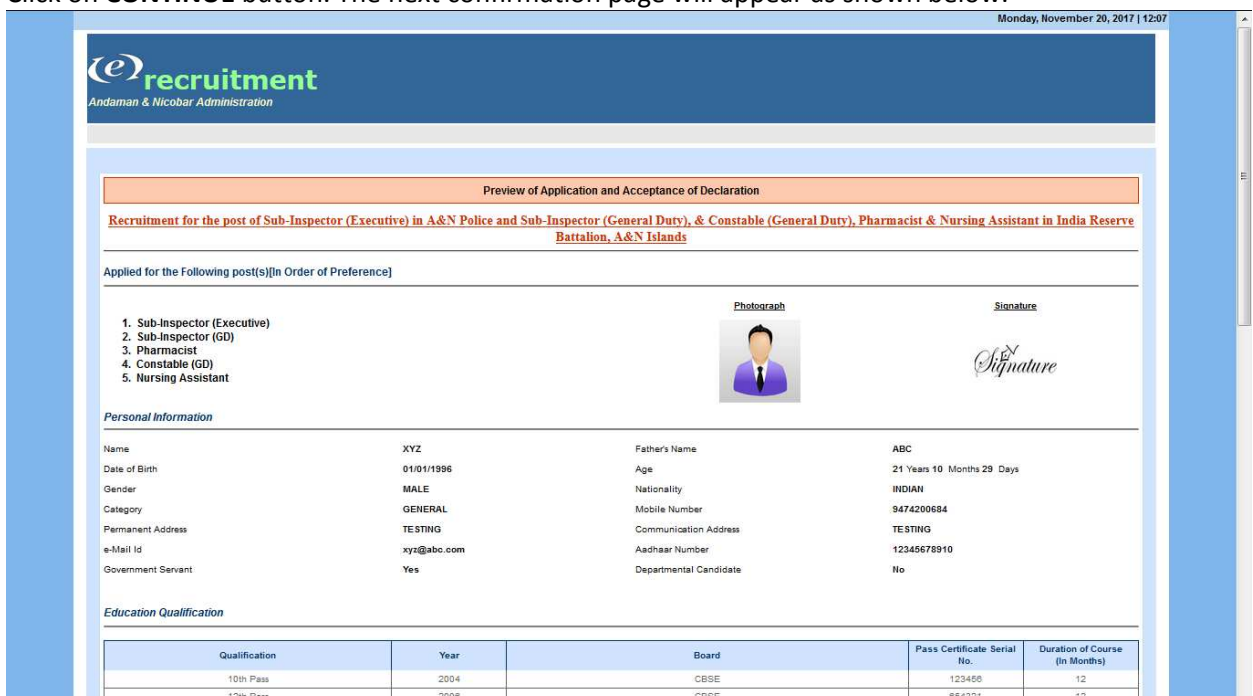 Click on CONTINUE button. The next confirmation page will appear as shown below:
Monday, November 20, 2017 | 12:07
(e) recruitment
Andaman & Nicobar Administration
Preview of Application and Acceptance of Declaration
Recruitment for the post of Sub-Inspector (Executive) in A&N Police and Sub-Inspector (General Duty), & Constable (General Duty), Pharmacist & Nursing Assistant in India Reserve
Battalion, A&N Islands
Applied for the Following post(s)[In Order of Preference]
Photograph Signature
1. Sub-Inspector (Executive)
2. Sub-Inspector (GD)
3. Pharmacist
4. Constable (GD)
5. Nursing Assistant
Signature
Personal Information
Name XYZ Father's Name ABC
Date of Birth 01/01/1996 Age 21 Years 10 Months 29 Days
Gender MALE Nationality INDIAN
Category GENERAL Mobile Number 9474200684
Permanent Address TESTING Communication Address TESTING
e-Mail Id xyz@abc.com Aadhaar Number 12345678910
Government Servant Yes Departmental Candidate No
Education Qualification
Qualification Year Board Pass Certificate Serial No. Duration of Course (In Months)
10th Pass 2004 CBSE 123456 12
12th Pass 2006 CBSE 654321 12